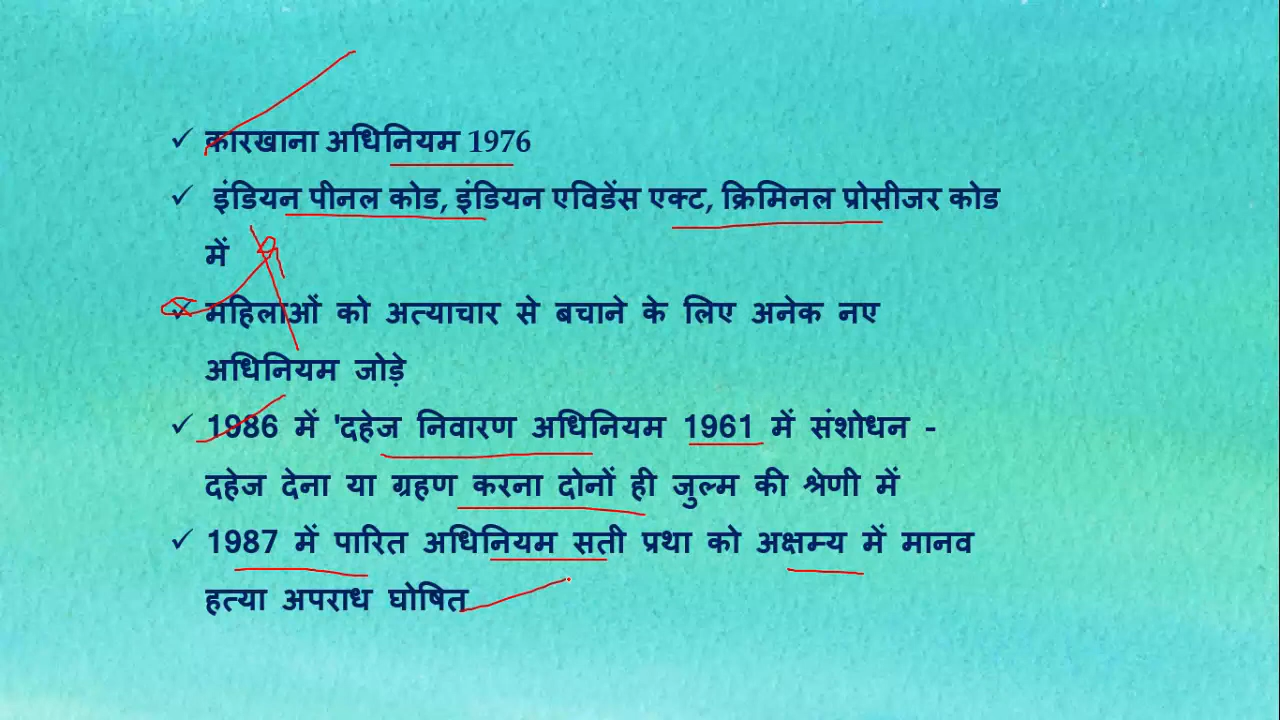 ✓ कारखाना अधिनियम 1976
✓ इंडियन पीनल कोड, इंडियन एविडेंस एक्ट, क्रिमिनल प्रोसीजर कोड
में
✓ महिलाओं को अत्याचार से बचाने के लिए अनेक नए
अधिनियम जोड़े
✓ 1986 में 'दहेज निवारण अधिनियम 1961 में संशोधन -
दहेज देना या ग्रहण करना दोनों ही जुल्म की श्रेणी में
✓ 1987 में पारित अधिनियम सती प्रथा को अक्षम्य में मानव
हत्या अपराध घोषित